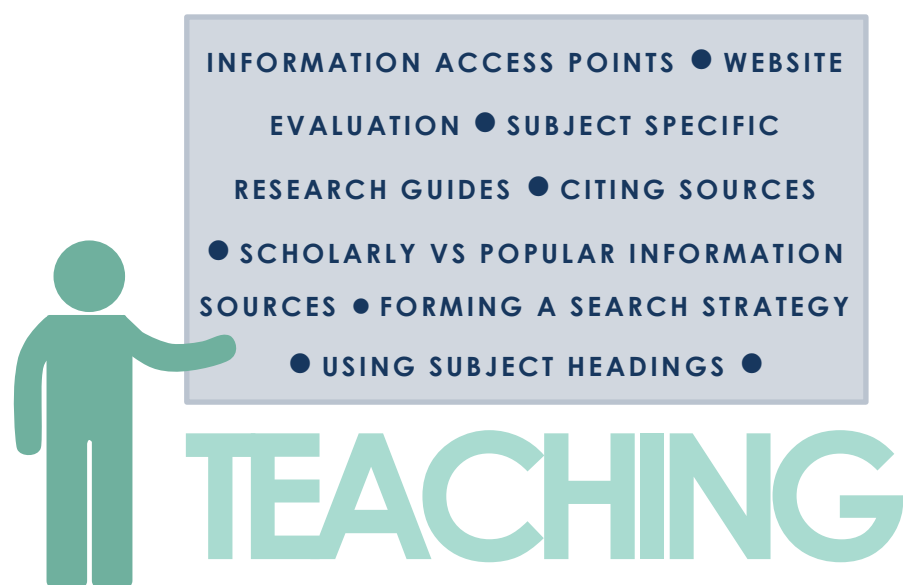 INFORMATION ACCESS POINTS ● WEBSITE
EVALUATION ● SUBJECT SPECIFIC
RESEARCH GUIDES ● CITING SOURCES
● SCHOLARLY VS POPULAR INFORMATION
SOURCES ● FORMING A SEARCH STRATEGY
● USING SUBJECT HEADINGS ●
TEACHING